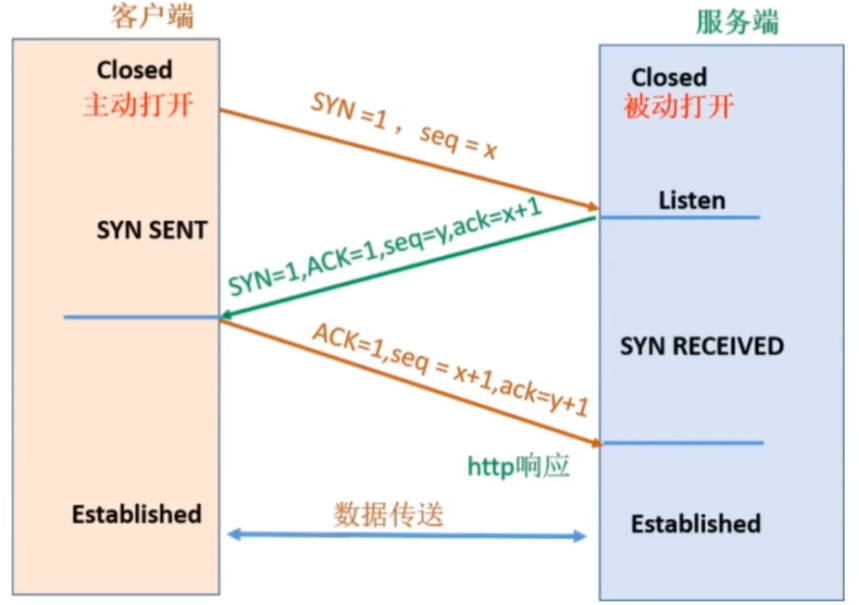 客户端
服务端
Closed
主动打开
Closed
被动打开
SYN =1 ，seq = x
Listen
SYN SENT
SYN=1,ACK=1,seq=y,ack=x+1
ACK=1,seq = x+1,ack=y+1
SYN RECEIVED
http响应
Established
数据传送
Established